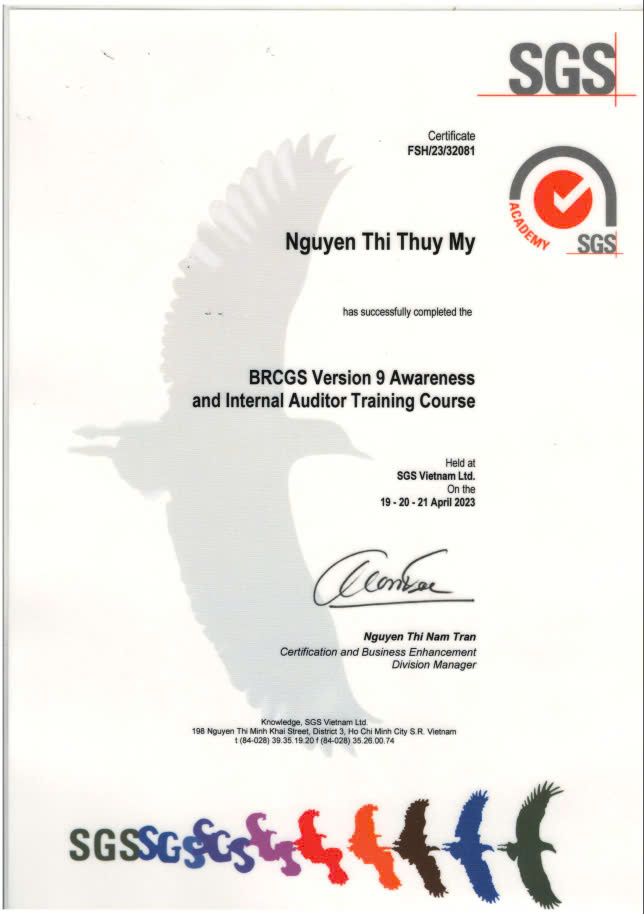 SGS
Certificate
FSH/23/32081
ACADEMY
SGS
Nguyen Thi Thuy My
has successfully completed the
BRCGS Version 9 Awareness
and Internal Auditor Training Course
Held at
SGS Vietnam Ltd.
On the
19 - 20 - 21 April 2023
Nguyen Thi Nam Tran
Certification and Business Enhancement
Division Manager
Knowledge, SGS Vietnam Ltd.
198 Nguyen Thi Minh Khai Street, District 3, Ho Chi Minh City S.R. Vietnam
t (84-028) 39.35.19.20 f (84-028) 35.26.00.74
SGSSGSSGSSGS